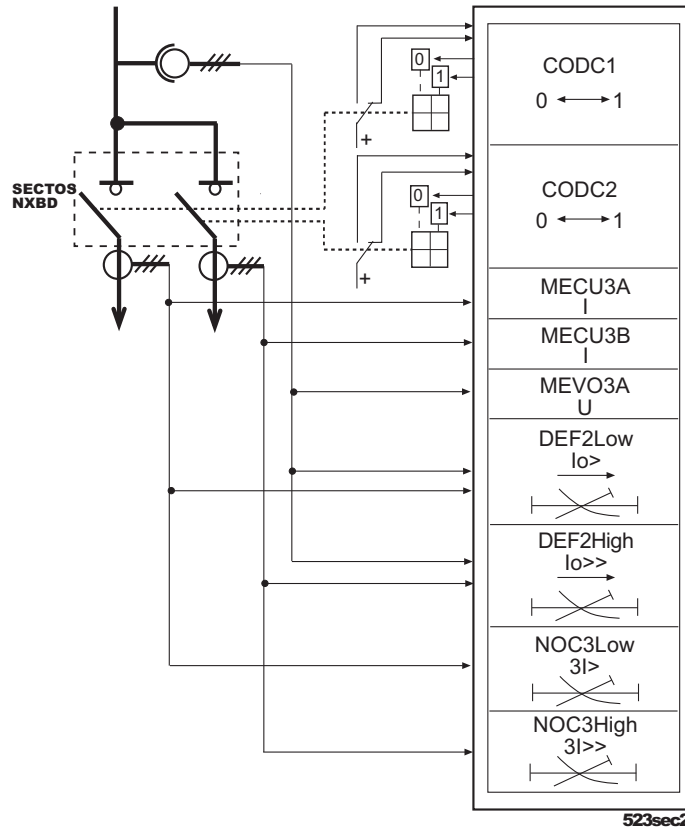 0
1
+
SECTOS
NXBD
0
1
+
CODC1
0 ⟷ 1
CODC2
0 ⟷ 1
MECU3A
I
MECU3B
I
MEVO3A
U
DEF2Low
Io>
DEF2High
Io>>
NOC3Low
3I>
NOC3High
3I>>
523sec2